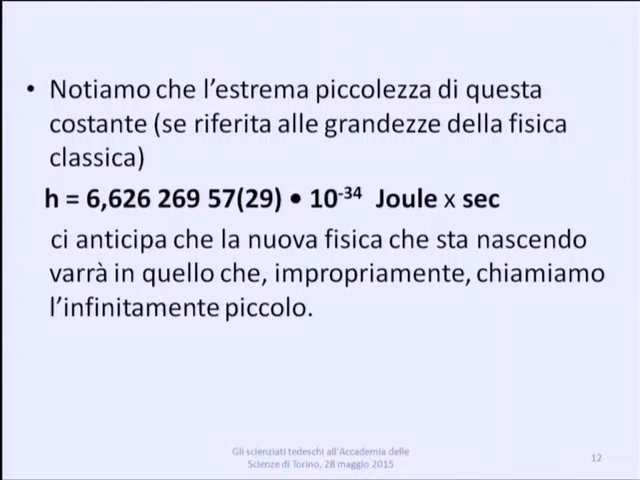 • Notiamo che l’estrema piccolezza di questa
costante (se riferita alle grandezze della fisica
classica)
h = 6,626 269 57(29) • 10⁻³⁴ Joule x sec
ci anticipa che la nuova fisica che sta nascendo
varrà in quello che, impropriamente, chiamiamo
l’infinitamente piccolo.
Gli scienziati tedeschi all'Accademia delle
Scienze di Torino, 28 maggio 2015
12